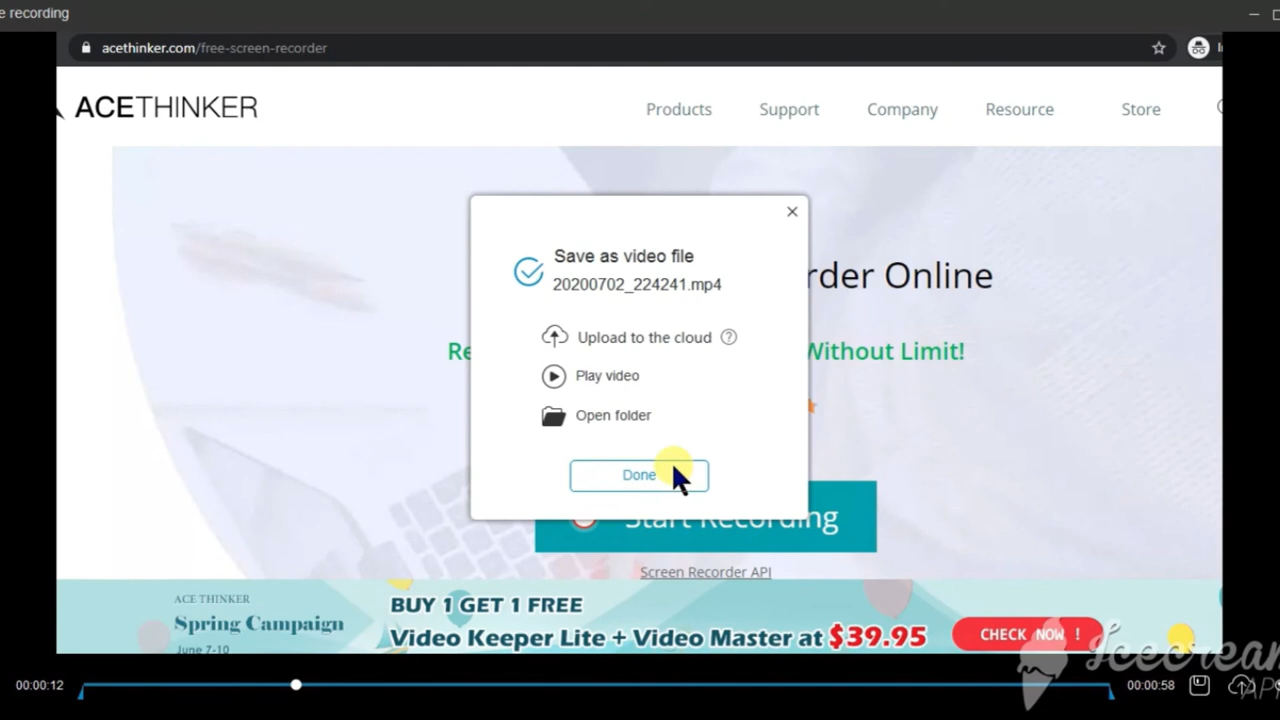 e recording
acethinker.com/free-screen-recorder
ACETHINKER
Products Support Company Resource Store
Save as video file
20200702_224241.mp4
rder Online
Upload to the cloud ?
Re
Without Limit!
Play video
Open folder
Done
Start Recording
Screen Recorder API
ACE THINKER
Spring Campaign
June 7-10
BUY 1 GET 1 FREE
Video Keeper Lite + Video Master at $39.95
CHECK NOW !
Icecream
AP
00:00:12
00:00:58